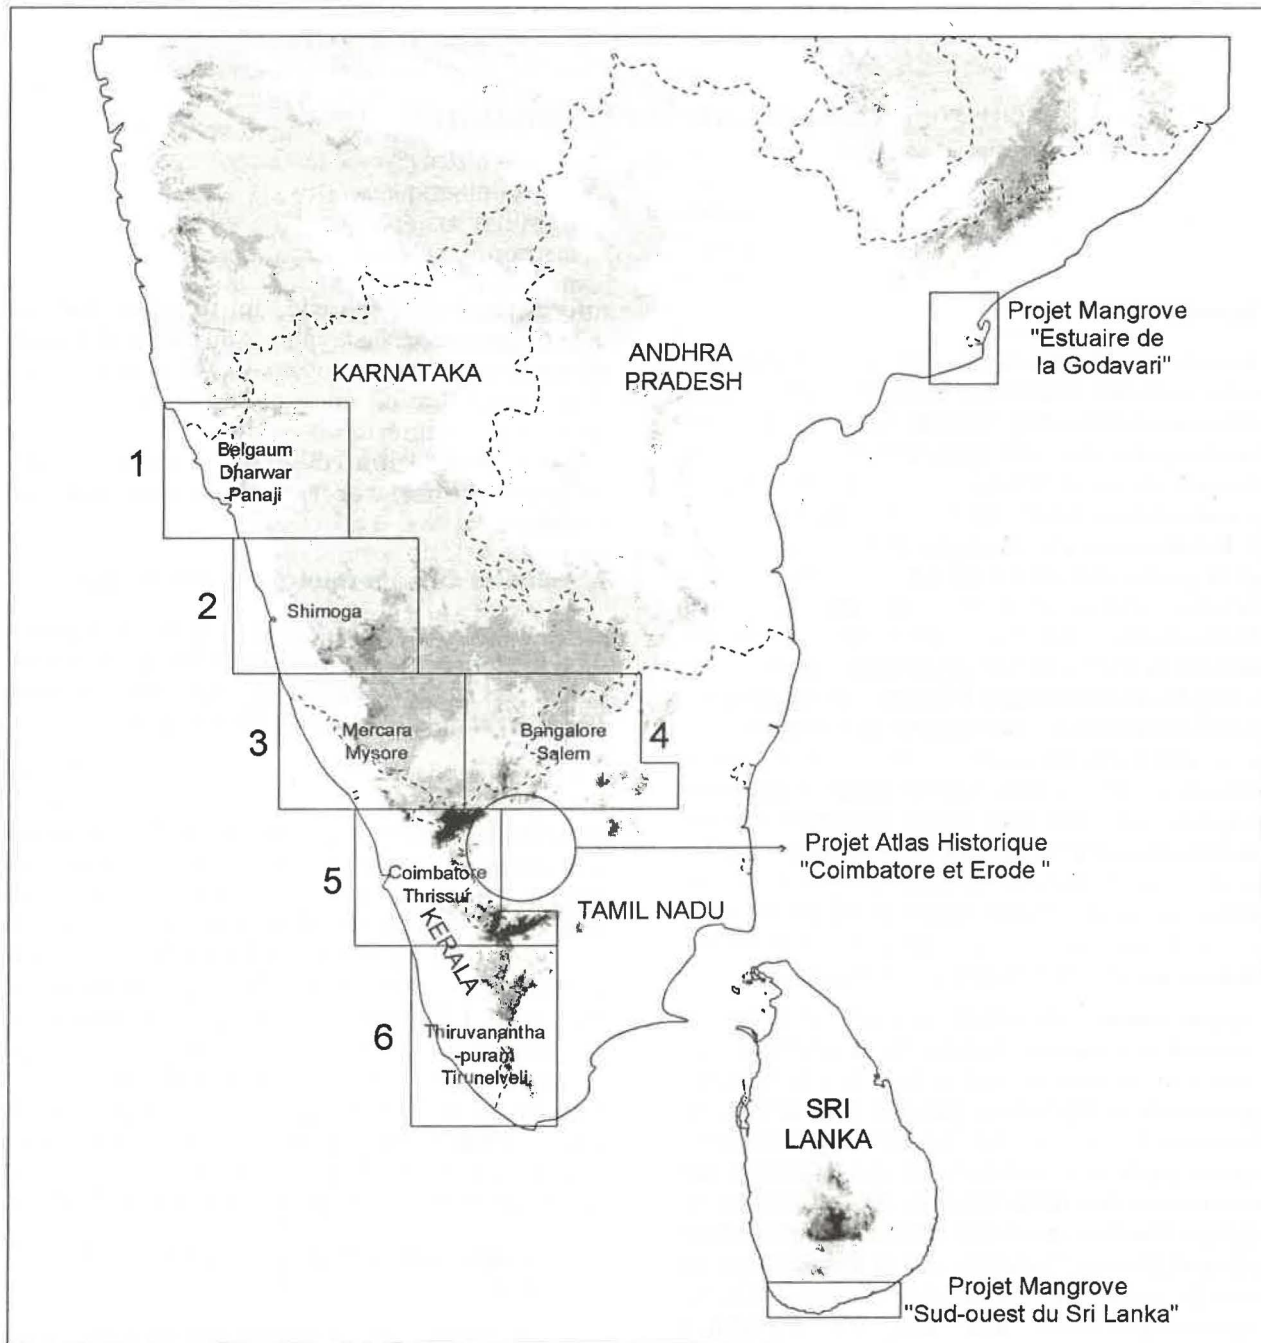 Projet Mangrove
"Estuaire de
la Godavari"
ANDHRA
PRADESH
KARNATAKA
1
Belgaum
Dharwar
-Panaji
2
Shimoga
3
Mercara
Mysore
Bangalore
-Salem
4
Projet Atlas Historique
"Coimbatore et Erode "
5
Coimbatore
Thrissur
TAMIL NADU
KERALA
6
Thiruvanantha
-puram
Tirunelveli
SRI
LANKA
Projet Mangrove
"Sud-ouest du Sri Lanka"